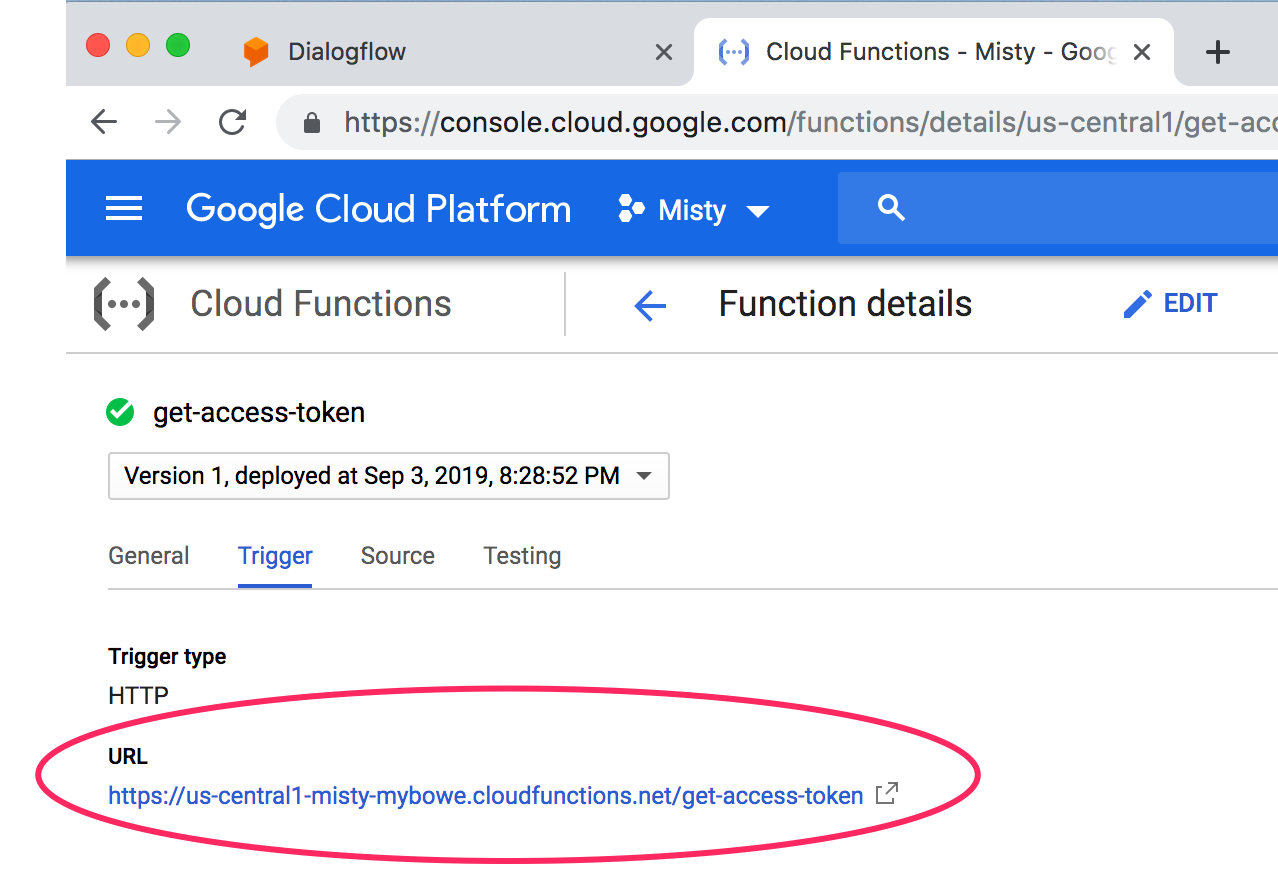 Dialogflow
Cloud Functions - Misty - Goog
https://console.cloud.google.com/functions/details/us-central1/get-acc
Google Cloud Platform Misty
Cloud Functions Function details EDIT
get-access-token
Version 1, deployed at Sep 3, 2019, 8:28:52 PM
General Trigger Source Testing
Trigger type
HTTP
URL
https://us-central1-misty-mybowe.cloudfunctions.net/get-access-token